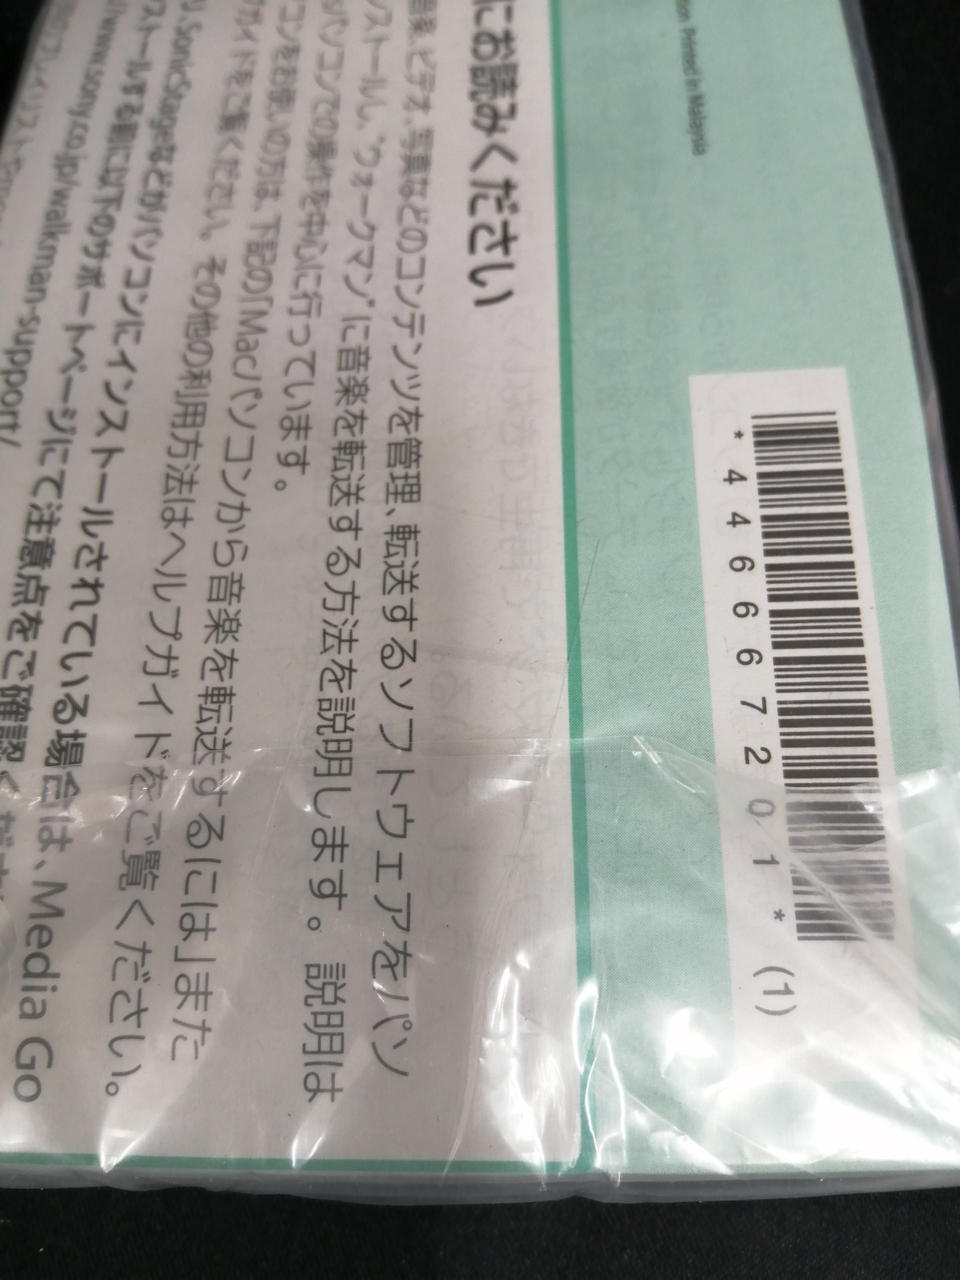 にお読みください
ビデオ、写真などのコンテンツを管理、転送するソフトウェアをパソ
ストールし、“ウォークマン”に音楽を転送する方法を説明します。説明は
パソコンでの操作を中心に行っています。
コンをお使いの方は、下記の「Macパソコンから音楽を転送するには」また
ガイドをご覧ください。その他の利用方法はヘルプガイドをご覧ください。
SonicStageなどがパソコンにインストールされている場合は、Media Go
ストールする前に以下のサポートページにて注意点をご確認ください
www.sony.co.jp/walkman-support/
Printed in Malaysia
*446667201*
(1)